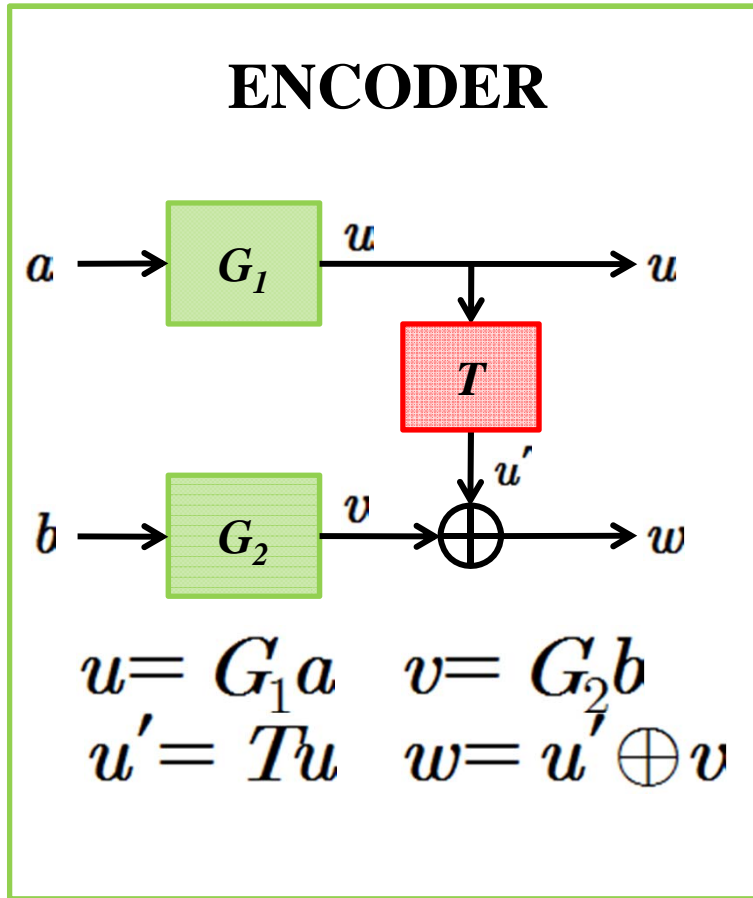 ENCODER
a G₁ u u
T
u′
b G₂ v ⊕ w
u= G₁a v= G₂b
u′= Tu w= u′⊕v